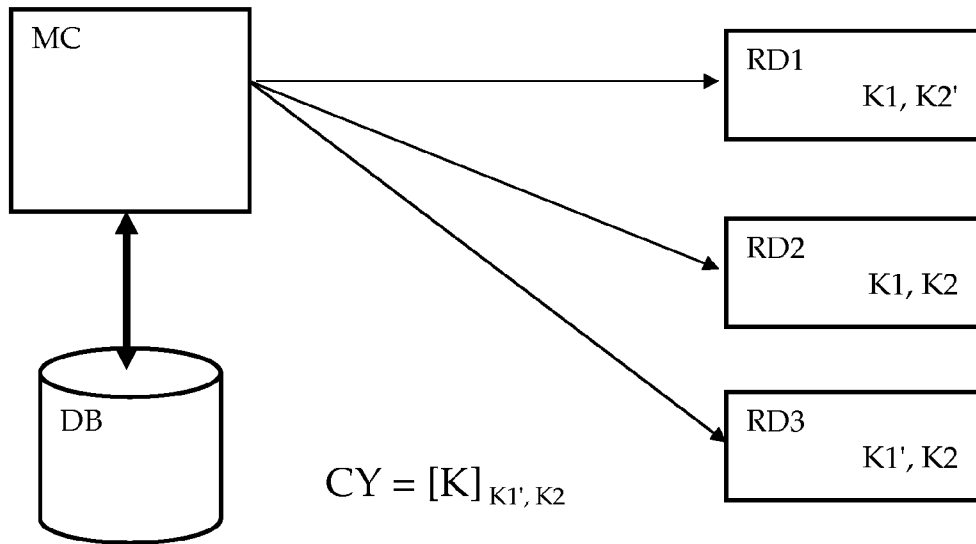 MC
RD1
K1, K2'
RD2
K1, K2
DB
RD3
K1', K2
CY = [K] K1', K2